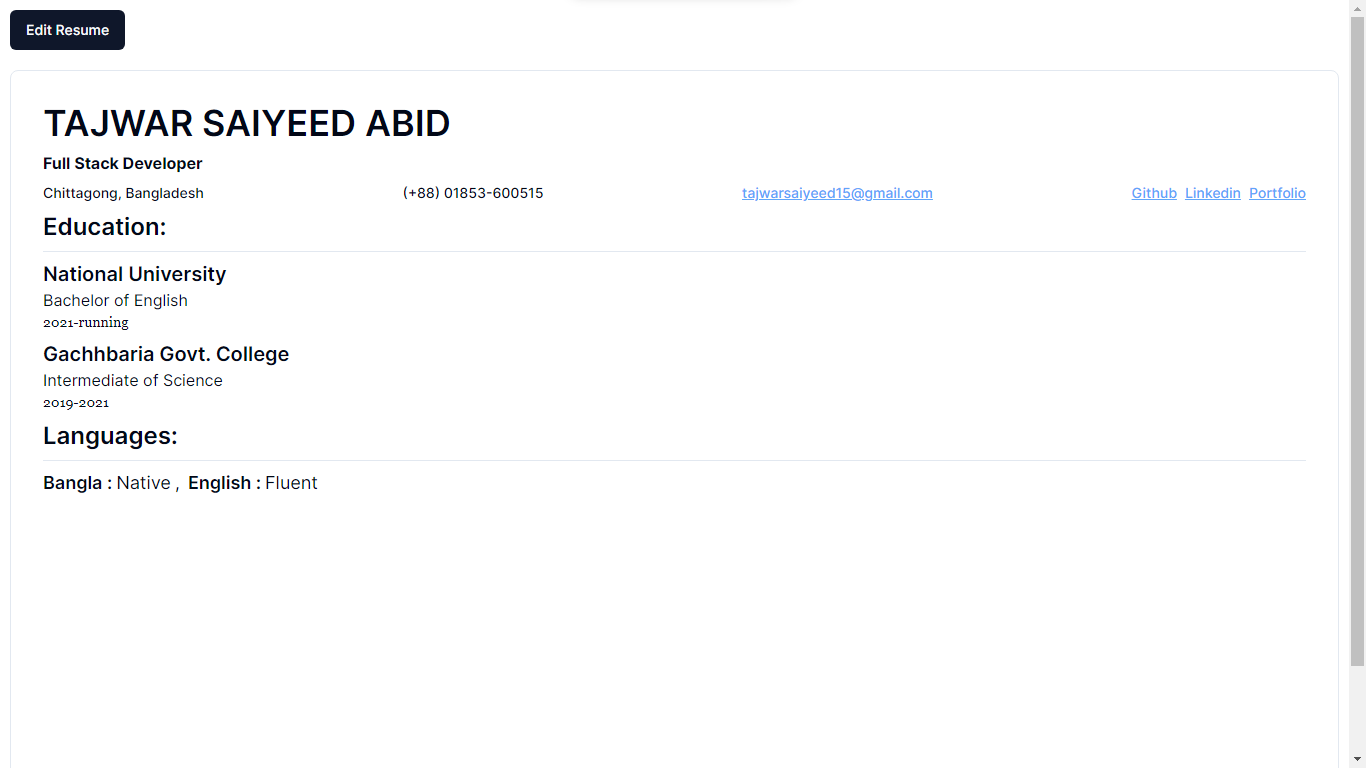 Edit Resume
TAJWAR SAIYEED ABID
Full Stack Developer
Chittagong, Bangladesh (+88) 01853-600515 tajwarsaiyeed15@gmail.com Github Linkedin Portfolio
Education:
National University
Bachelor of English
2021-running
Gachhbaria Govt. College
Intermediate of Science
2019-2021
Languages:
Bangla : Native , English : Fluent